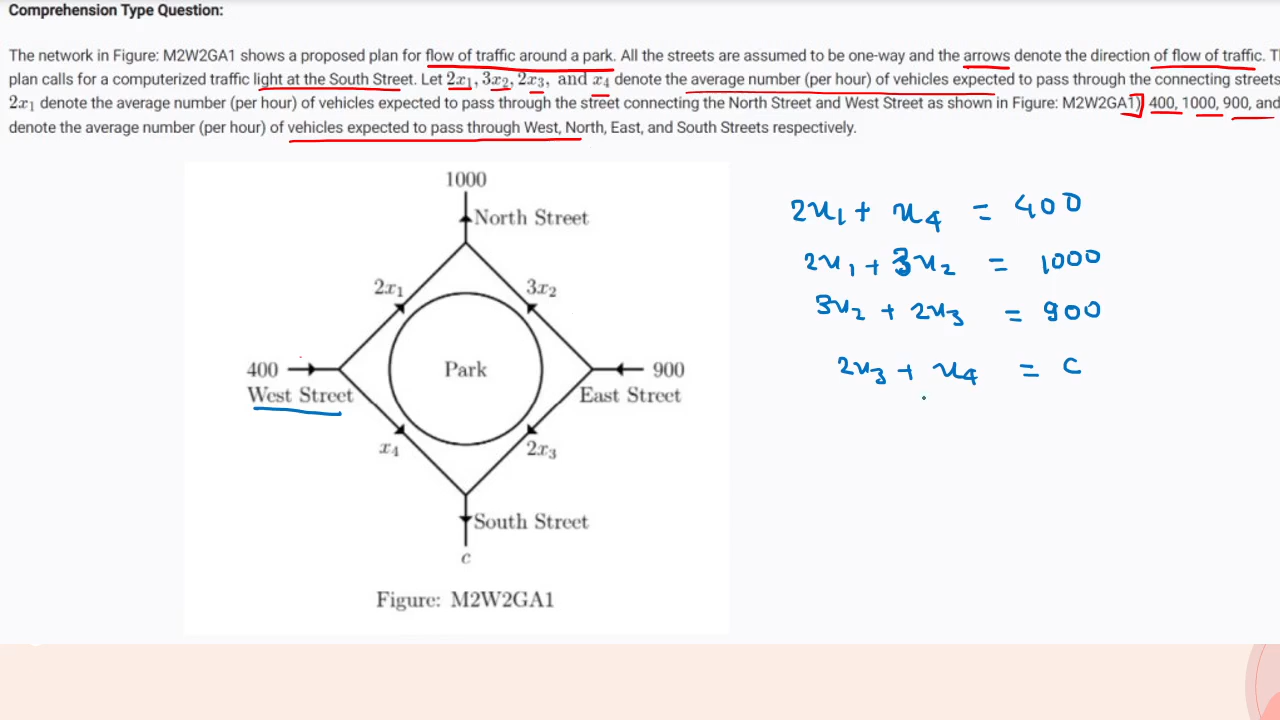 Comprehension Type Question:
The network in Figure: M2W2GA1 shows a proposed plan for flow of traffic around a park. All the streets are assumed to be one-way and the arrows denote the direction of flow of traffic. T
plan calls for a computerized traffic light at the South Street. Let 2x₁, 3x₂, 2x₃, and x₄ denote the average number (per hour) of vehicles expected to pass through the connecting streets
2x₁ denote the average number (per hour) of vehicles expected to pass through the street connecting the North Street and West Street as shown in Figure: M2W2GA1) 400, 1000, 900, and
denote the average number (per hour) of vehicles expected to pass through West, North, East, and South Streets respectively.
1000
North Street
2x₁
3x₂
400
West Street
Park
900
East Street
x₄
2x₃
South Street
c
Figure: M2W2GA1
2x₁ + x₄ = 400
2x₁ + 3x₂ = 1000
3x₂ + 2x₃ = 900
2x₃ + x₄ = c